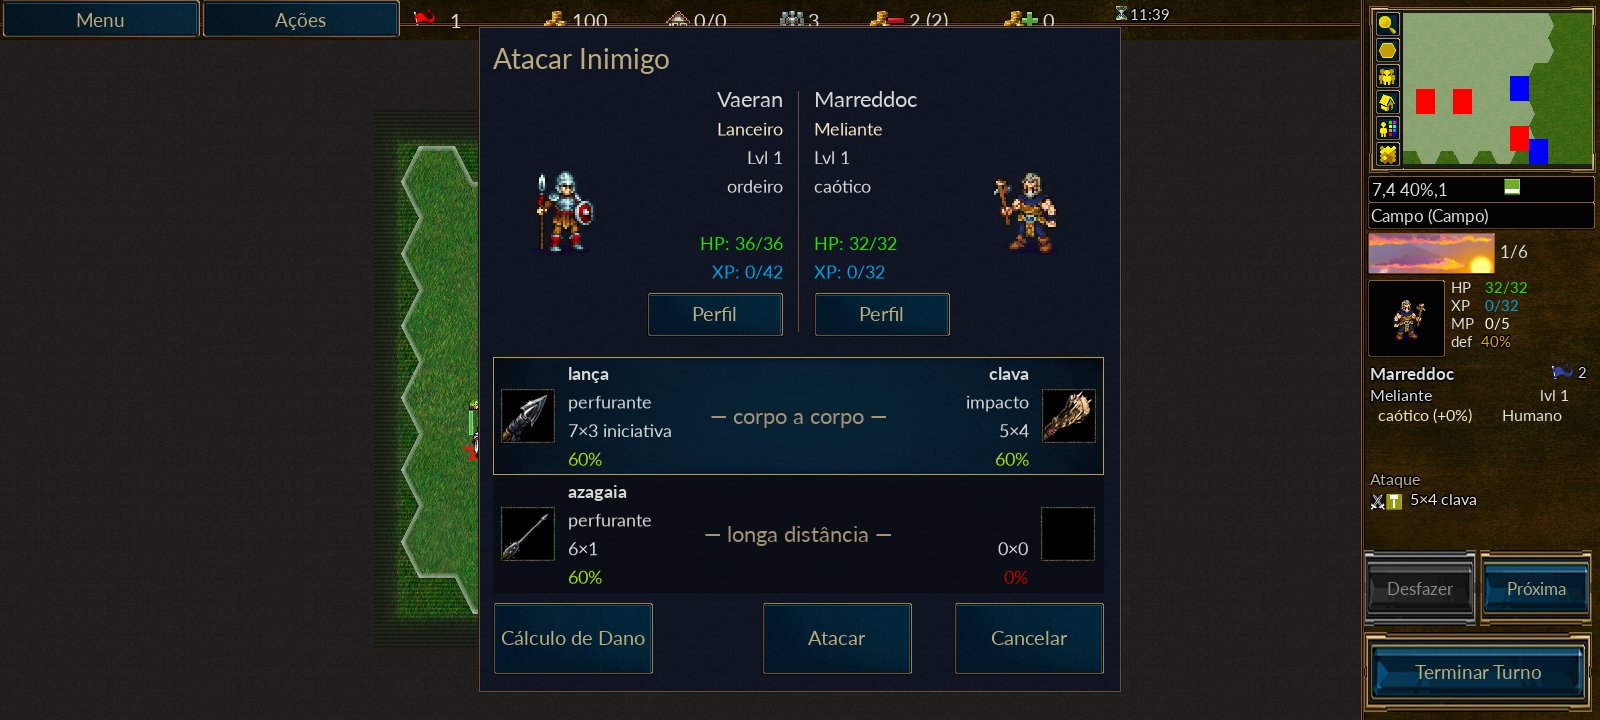 Menu
Ações
1
100
0/0
3
2 (2)
0
11:39
Atacar Inimigo
Vaeran
Lanceiro
Lvl 1
ordeiro
HP: 36/36
XP: 0/42
Perfil
Marreddoc
Meliante
Lvl 1
caótico
HP: 32/32
XP: 0/32
Perfil
lança
perfurante
7×3 iniciativa
60%
— corpo a corpo —
clava
impacto
5×4
60%
azagaia
perfurante
6×1
60%
— longa distância —
0×0
0%
Cálculo de Dano
Atacar
Cancelar
7,4 40%,1
Campo (Campo)
1/6
HP 32/32
XP 0/32
MP 0/5
def 40%
Marreddoc 2
Meliante lvl 1
caótico (+0%) Humano
Ataque
T 5×4 clava
Desfazer
Próxima
Terminar Turno